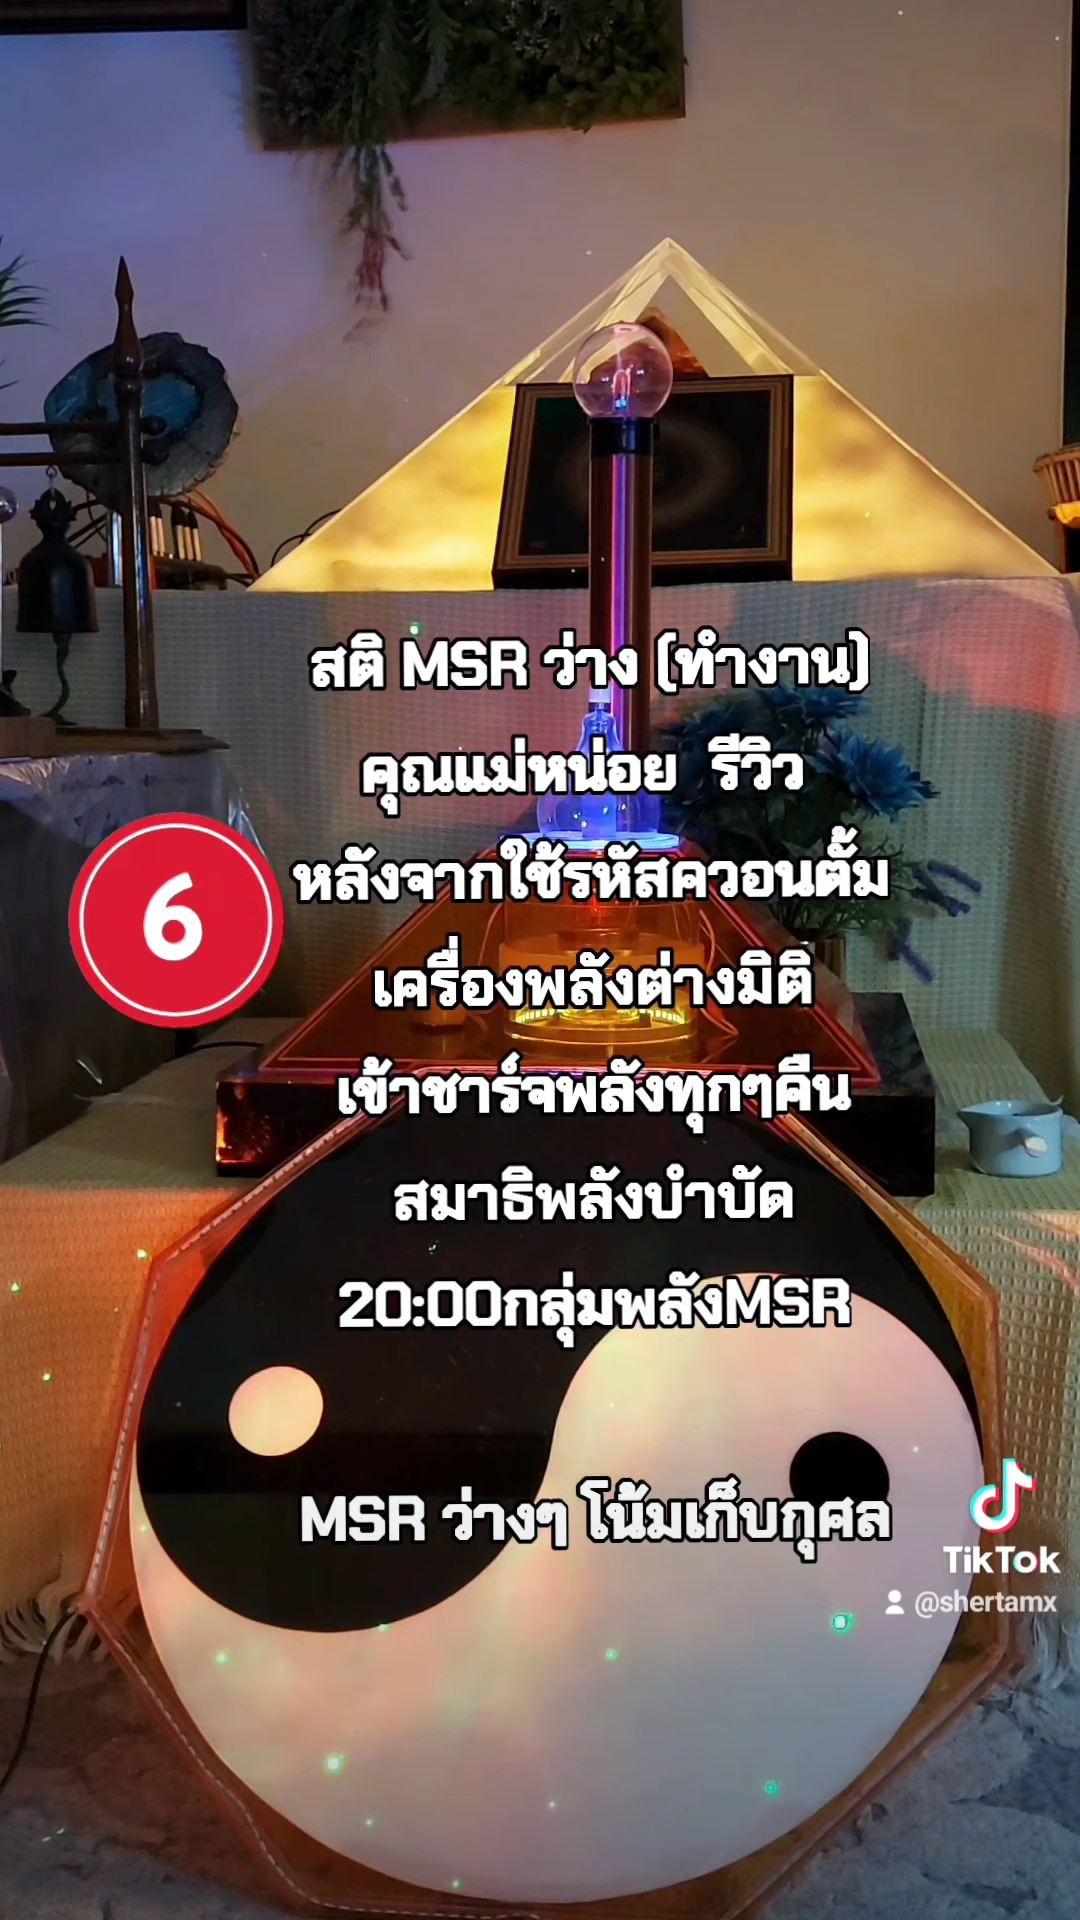 สติ MSR ว่าง (ทำงาน)
คุณแม่หน่อย รีวิว
6
หลังจากใช้รหัสควอนตั้ม
เครื่องพลังต่างมิติ
เข้าชาร์จพลังทุกๆคืน
สมาธิพลังบำบัด
20:00กลุ่มพลังMSR
MSR ว่างๆ โน้มเก็บกุศล
TikTok
@shertamx